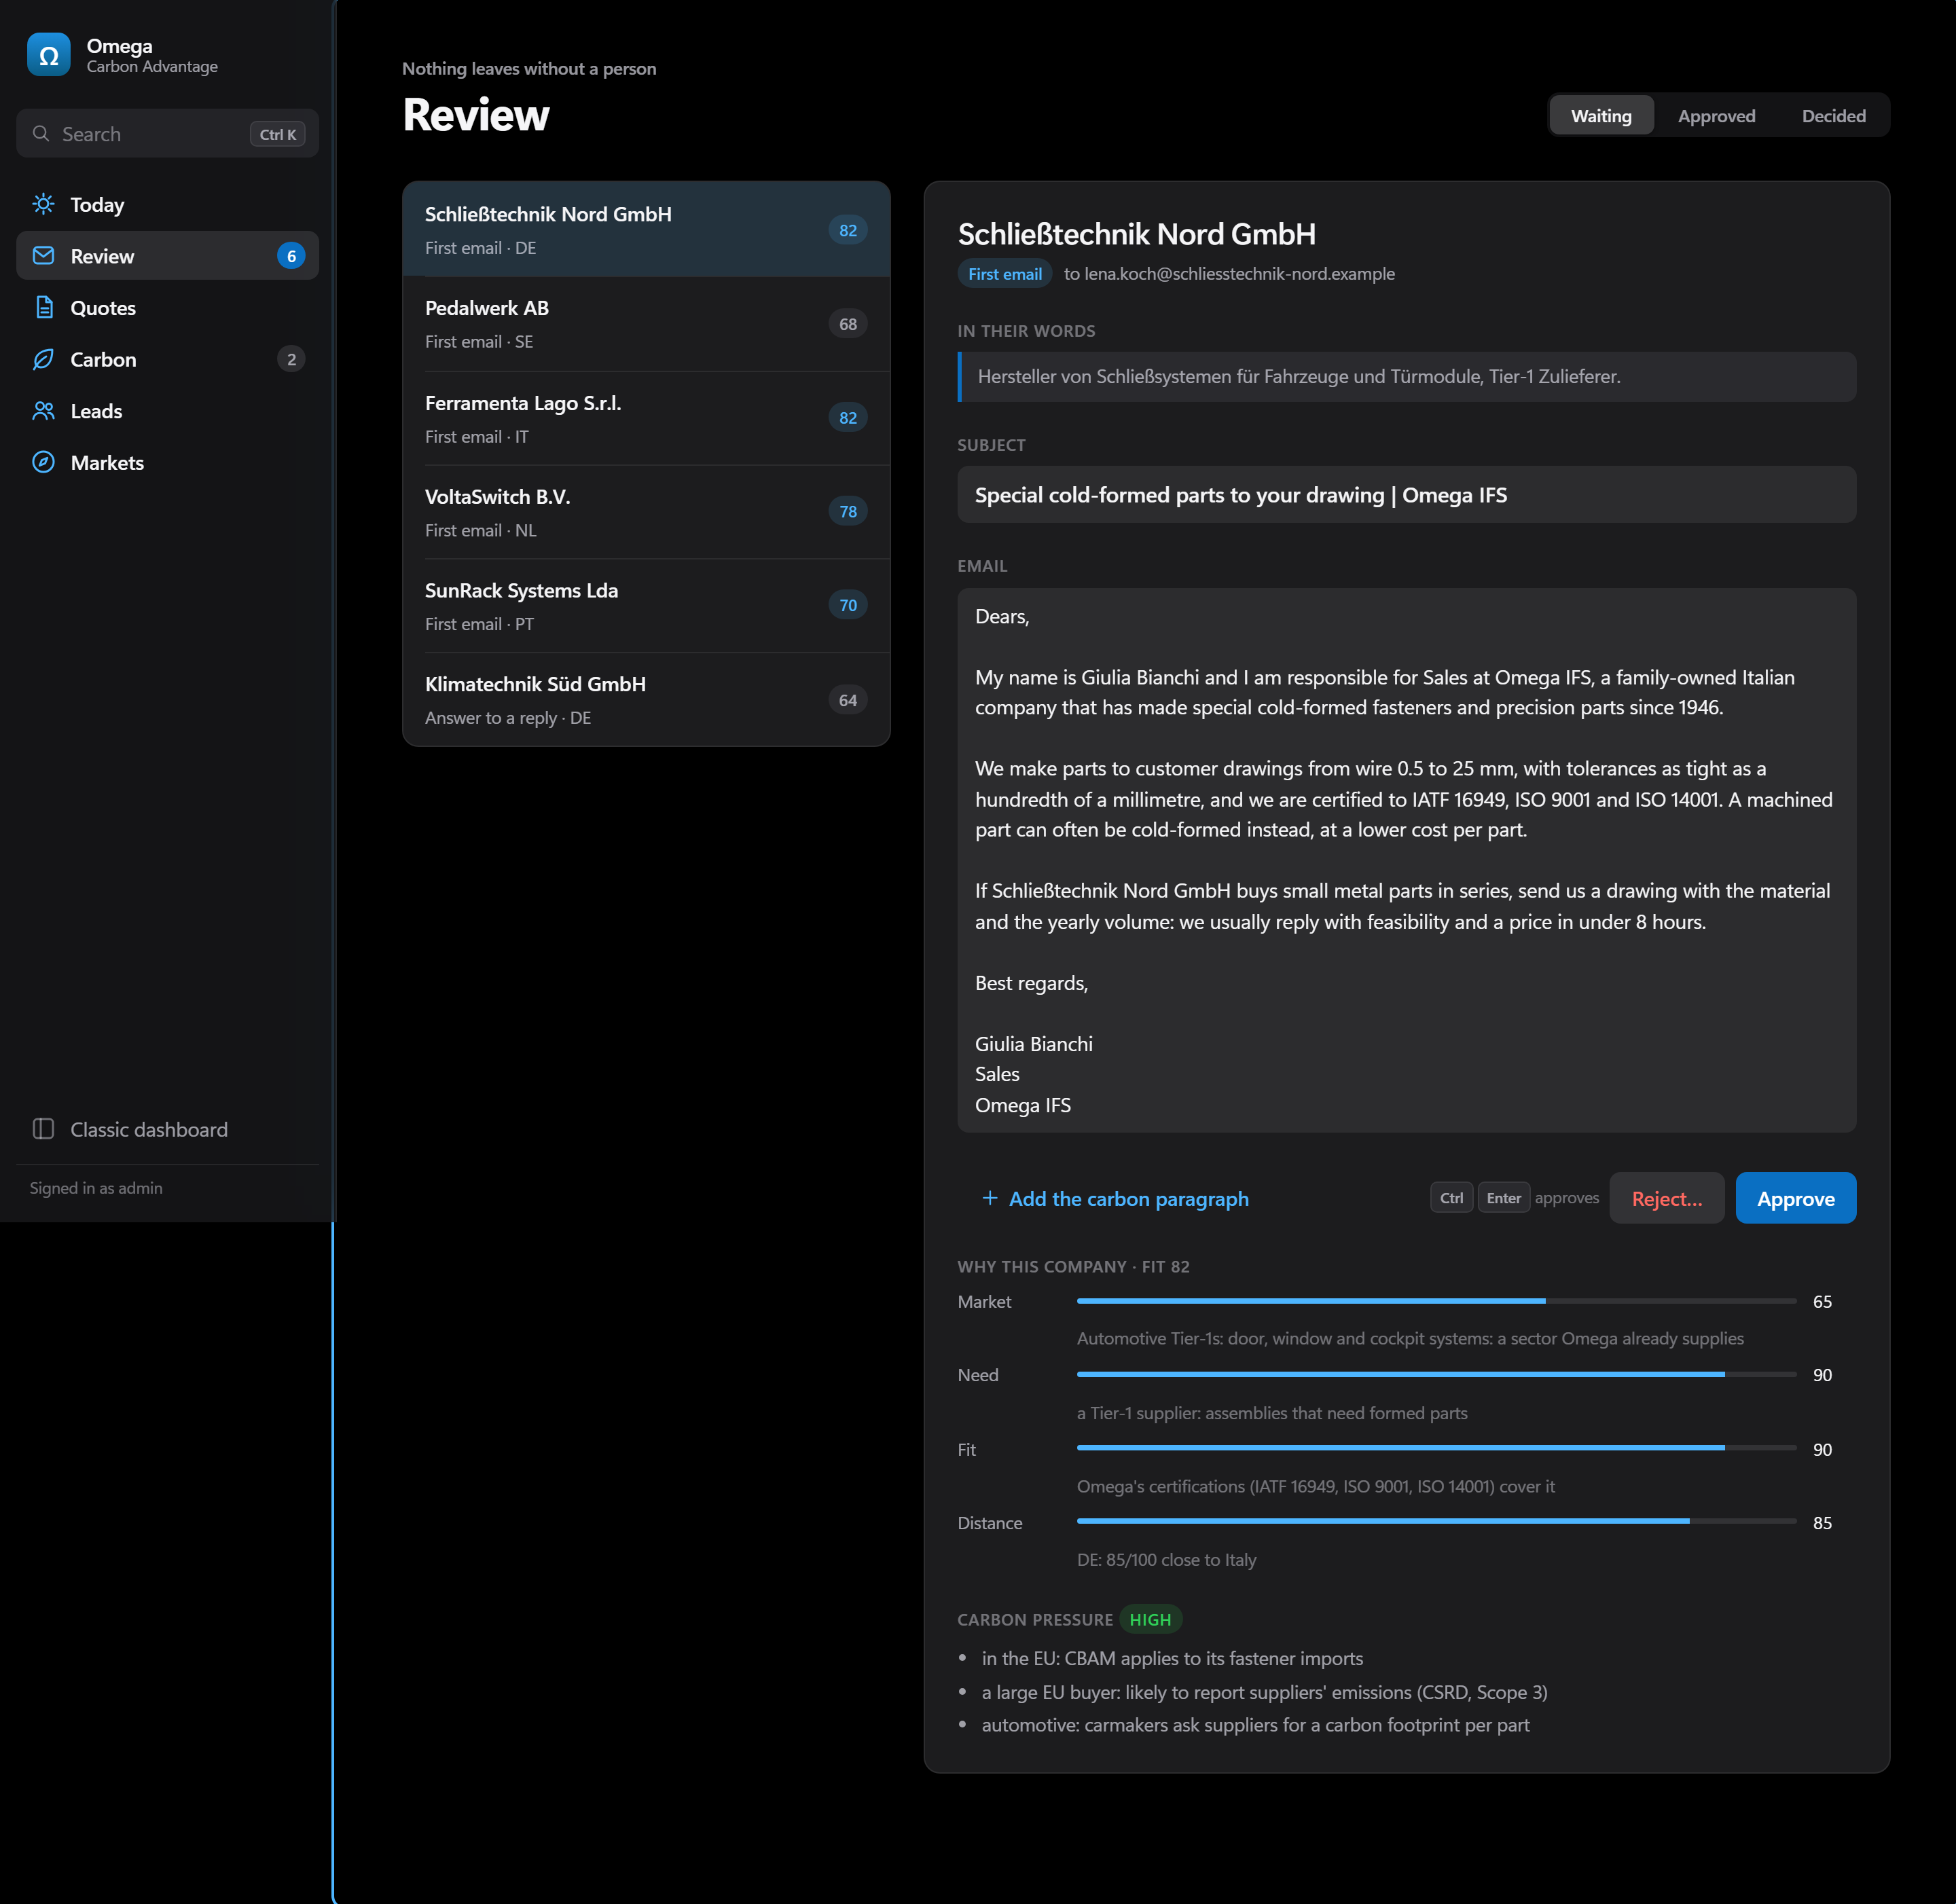 Ω
Omega
Carbon Advantage
Search
Ctrl K
Today
Review
6
Quotes
Carbon
2
Leads
Markets
Classic dashboard
Signed in as admin
Nothing leaves without a person
Review
Waiting
Approved
Decided
Schließtechnik Nord GmbH
First email · DE
82
Pedalwerk AB
First email · SE
68
Ferramenta Lago S.r.l.
First email · IT
82
VoltaSwitch B.V.
First email · NL
78
SunRack Systems Lda
First email · PT
70
Klimatechnik Süd GmbH
Answer to a reply · DE
64
Schließtechnik Nord GmbH
First email to lena.koch@schliesstechnik-nord.example
IN THEIR WORDS
Hersteller von Schließsystemen für Fahrzeuge und Türmodule, Tier-1 Zulieferer.
SUBJECT
Special cold-formed parts to your drawing | Omega IFS
EMAIL
Dears,
My name is Giulia Bianchi and I am responsible for Sales at Omega IFS, a family-owned Italian
company that has made special cold-formed fasteners and precision parts since 1946.
We make parts to customer drawings from wire 0.5 to 25 mm, with tolerances as tight as a
hundredth of a millimetre, and we are certified to IATF 16949, ISO 9001 and ISO 14001. A machined
part can often be cold-formed instead, at a lower cost per part.
If Schließtechnik Nord GmbH buys small metal parts in series, send us a drawing with the material
and the yearly volume: we usually reply with feasibility and a price in under 8 hours.
Best regards,
Giulia Bianchi
Sales
Omega IFS
+ Add the carbon paragraph
Ctrl Enter approves
Reject...
Approve
WHY THIS COMPANY · FIT 82
Market 65
Automotive Tier-1s: door, window and cockpit systems: a sector Omega already supplies
Need 90
a Tier-1 supplier: assemblies that need formed parts
Fit 90
Omega's certifications (IATF 16949, ISO 9001, ISO 14001) cover it
Distance 85
DE: 85/100 close to Italy
CARBON PRESSURE HIGH
• in the EU: CBAM applies to its fastener imports
• a large EU buyer: likely to report suppliers' emissions (CSRD, Scope 3)
• automotive: carmakers ask suppliers for a carbon footprint per part